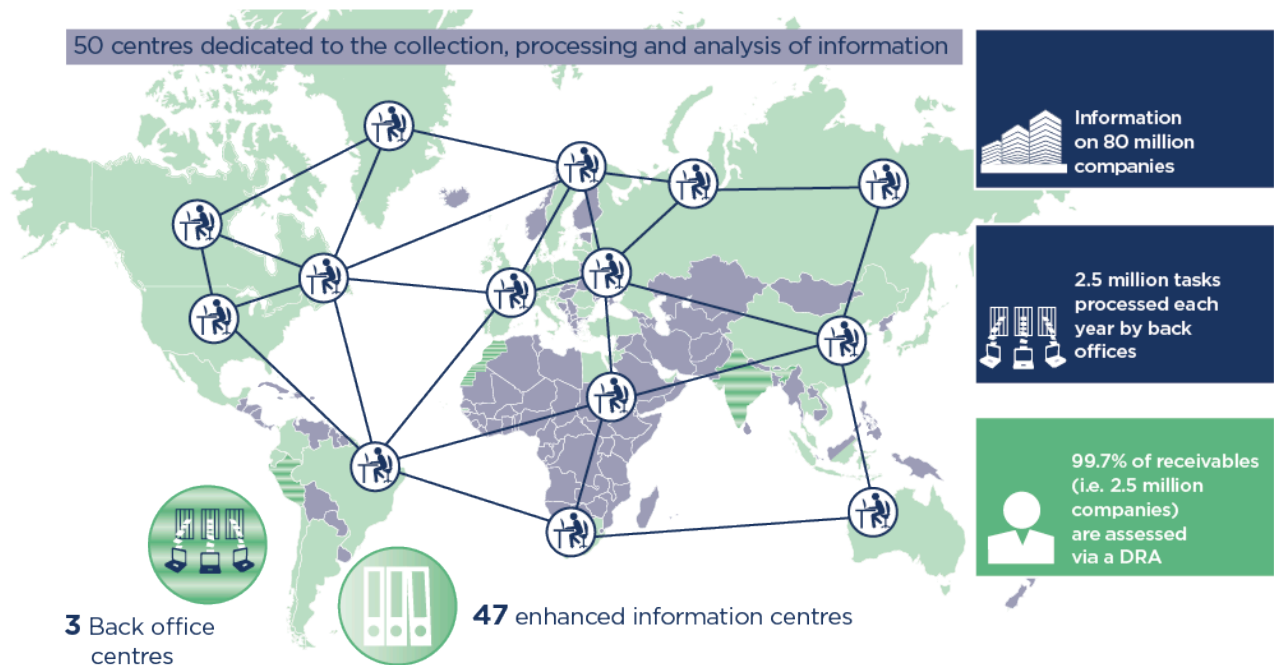 50 centres dedicated to the collection, processing and analysis of information
Information
on 80 million
companies
2.5 million tasks
processed each
year by back
offices
99.7% of receivables
(i.e. 2.5 million
companies)
are assessed
via a DRA
3 Back office
centres
47 enhanced information centres